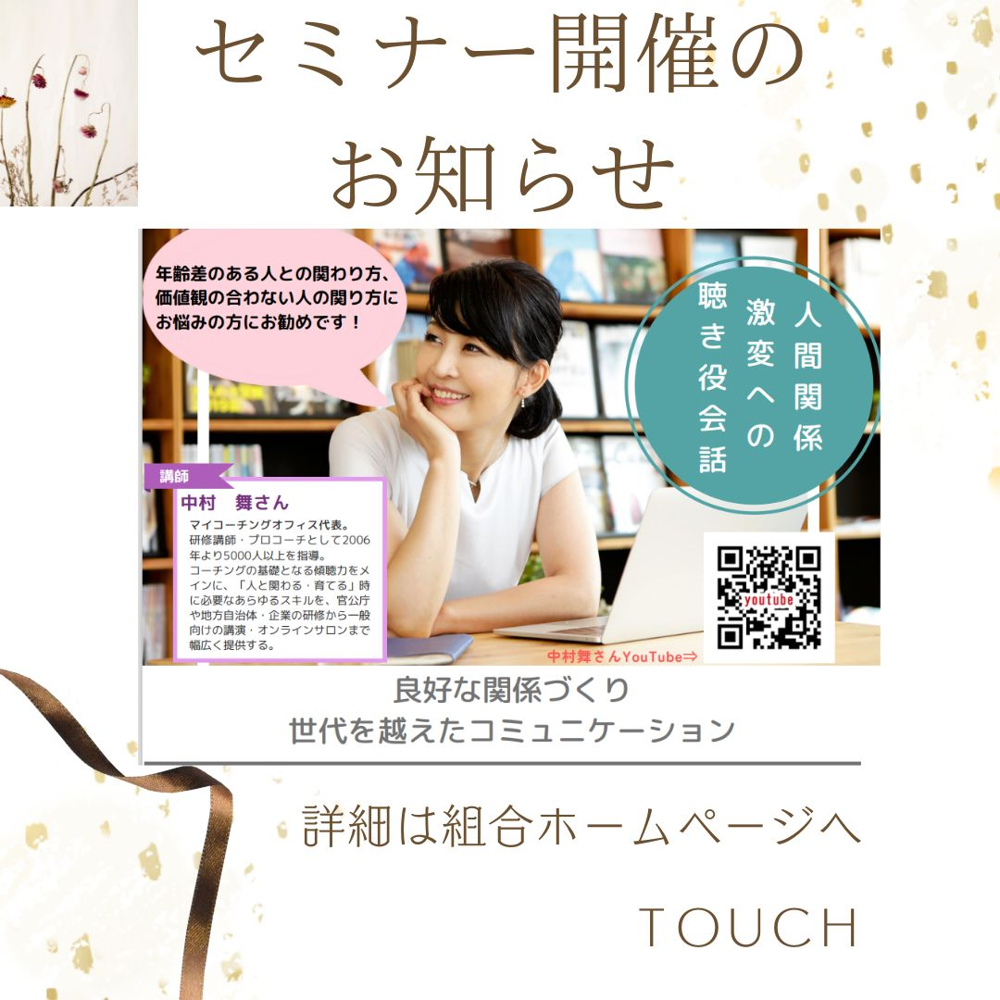 セミナー開催の
お知らせ
年齢差のある人との関わり方、
価値観の合わない人の関り方に
お悩みの方にお勧めです！
人間関係
激変への
聴き役会話
講師
中村　舞さん
マイコーチングオフィス代表。
研修講師・プロコーチとして2006
年より5000人以上を指導。
コーチングの基礎となる傾聴力をメ
インに、「人と関わる・育てる」時
に必要なあらゆるスキルを、官公庁
や地方自治体・企業の研修から一般
向けの講演・オンラインサロンまで
幅広く提供する。
youtube
中村舞さんYouTube⇒
良好な関係づくり
世代を越えたコミュニケーション
詳細は組合ホームページへ
TOUCH